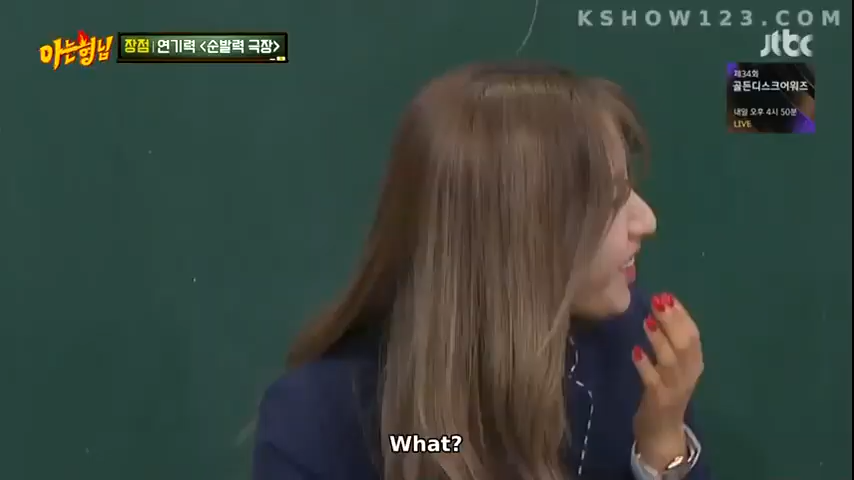 KSHOW123.COM
아는형님
장점 연기력 <순발력 극장>
jtbc
제34회
골든디스크어워즈
내일 오후 4시 50분
LIVE
What?